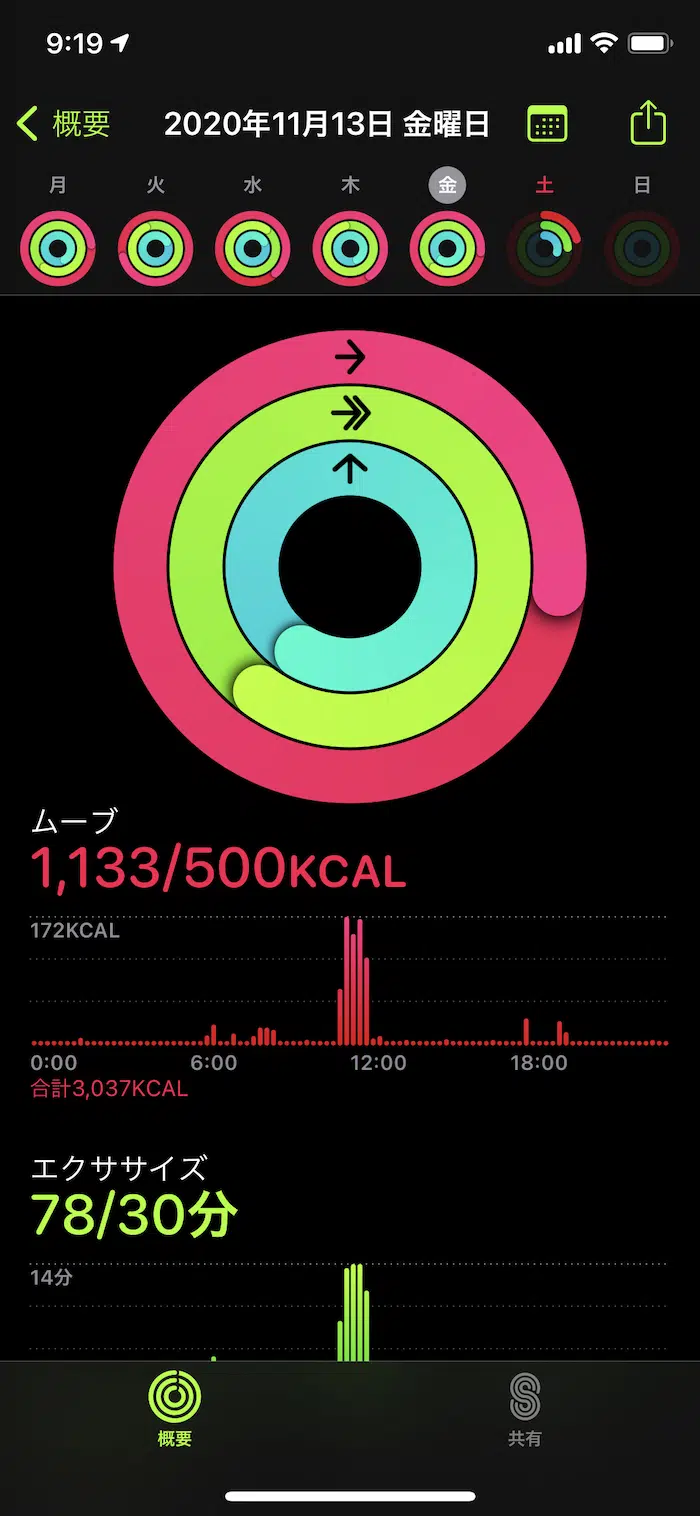 9:19
概要 2020年11月13日 金曜日
月 火 水 木 金 土 日
ムーブ
1,133/500KCAL
172KCAL
0:00 6:00 12:00 18:00
合計3,037KCAL
エクササイズ
78/30分
14分
概要 共有